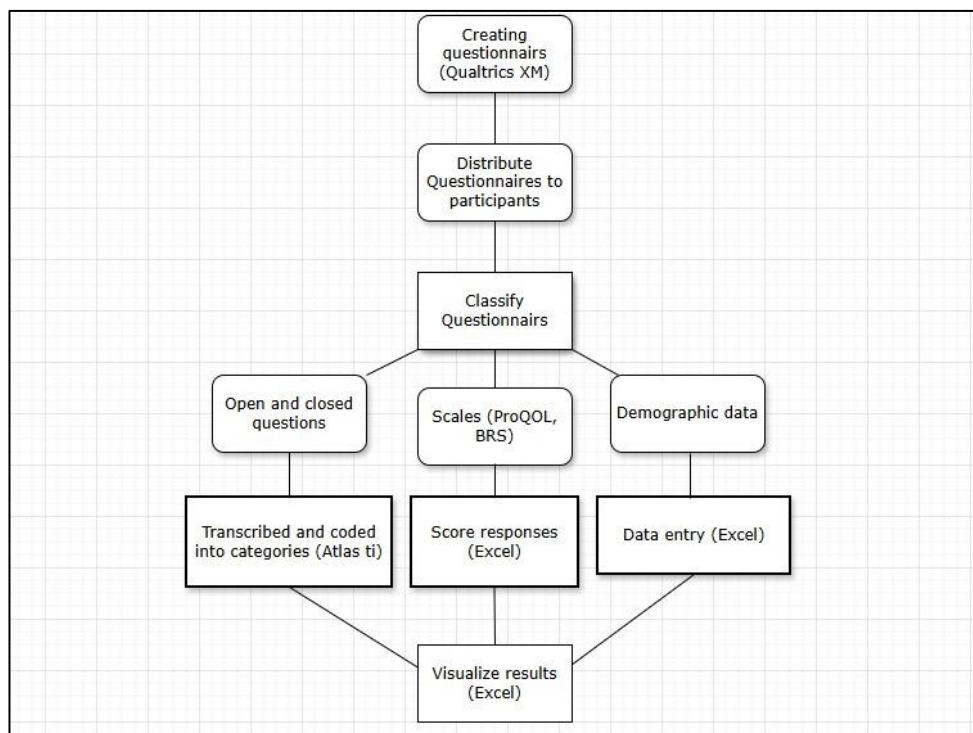 Creating
questionnairs
(Qualtrics XM)
Distribute
Questionnaires to
participants
Classify
Questionnairs
Open and closed
questions
Scales (ProQOL,
BRS)
Demographic data
Transcribed and coded
into categories (Atlas ti)
Score responses
(Excel)
Data entry (Excel)
Visualize results
(Excel)